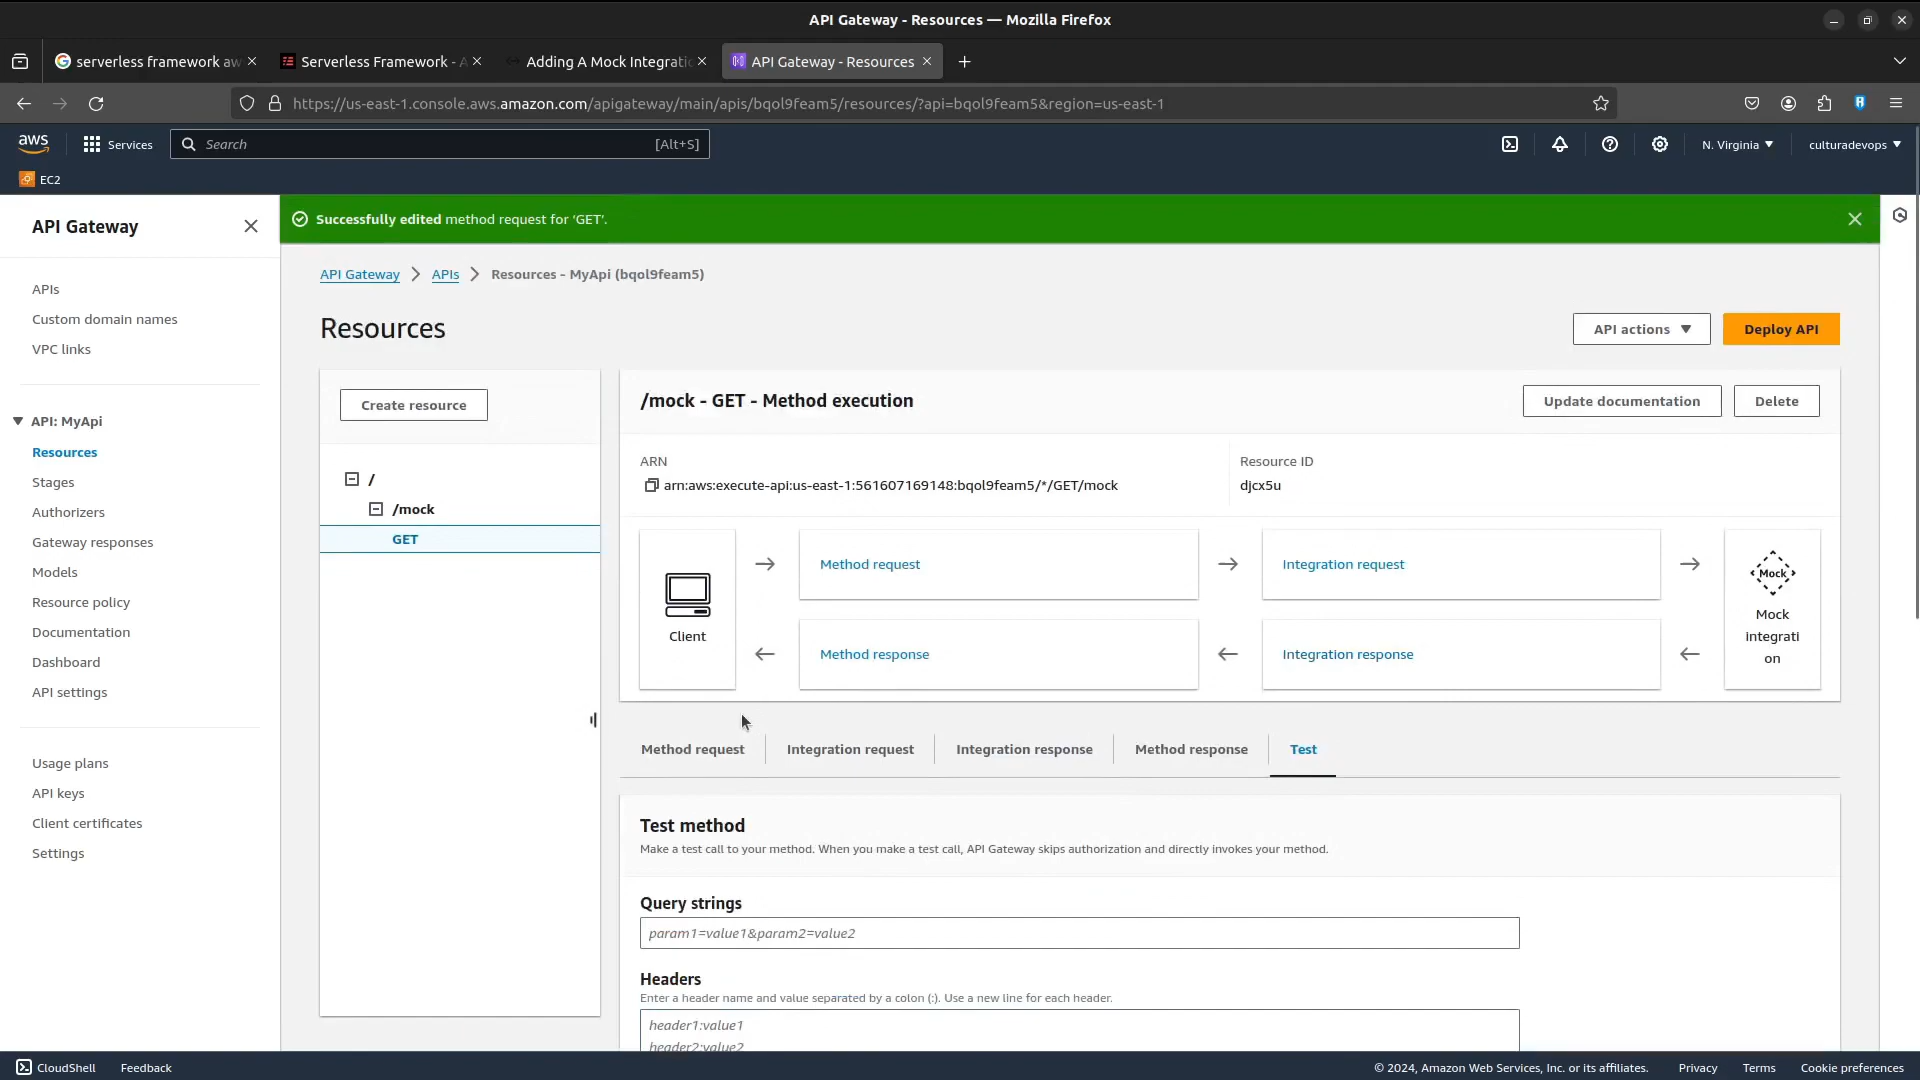 API Gateway - Resources — Mozilla Firefox
serverless framework aw
Serverless Framework - A
Adding A Mock Integratio
API Gateway - Resources
https://us-east-1.console.aws.amazon.com/apigateway/main/apis/bqol9feam5/resources/?api=bqol9feam5&region=us-east-1
aws
Services
Search
[Alt+S]
N. Virginia
culturadevops
EC2
API Gateway
Successfully edited method request for ‘GET’.
API Gateway
APIs
Resources - MyApi (bqol9feam5)
APIs
Custom domain names
VPC links
API: MyApi
Resources
Stages
Authorizers
Gateway responses
Models
Resource policy
Documentation
Dashboard
API settings
Usage plans
API keys
Client certificates
Settings
Resources
API actions
Deploy API
Create resource
/
/mock
GET
/mock - GET - Method execution
Update documentation
Delete
ARN
arn:aws:execute-api:us-east-1:561607169148:bqol9feam5/*/GET/mock
Resource ID
djcx5u
Client
Method request
Integration request
Method response
Integration response
Mock
Mock
integrati
on
Method request
Integration request
Integration response
Method response
Test
Test method
Make a test call to your method. When you make a test call, API Gateway skips authorization and directly invokes your method.
Query strings
param1=value1&param2=value2
Headers
Enter a header name and value separated by a colon (:). Use a new line for each header.
header1:value1
header2:value2
CloudShell
Feedback
© 2024, Amazon Web Services, Inc. or its affiliates.
Privacy
Terms
Cookie preferences